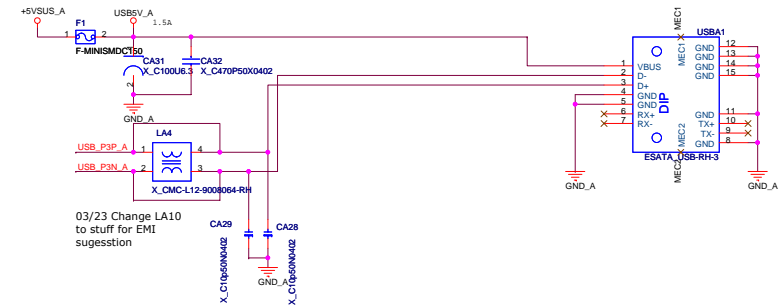 +5VSUS_A
USB5V_A
1.5A
F1
1
2
F-MINISMDC150
CA31
X_C100U6.3
2
CA32
X_C470P50X0402
GND_A
LA4
USB_P3P_A
1
4
USB_P3N_A
2
3
X_CMC-L12-9008064-RH
03/23 Change LA10
to stuff for EMI
sugesstion
CA29
X_C10p50N0402
CA28
X_C10p50N0402
GND_A
MEC1
USBA1
MEC1
1
VBUS
2
D-
3
D+
4
GND
5
GND
6
RX+
7
RX-
DIP
GND
12
GND
13
GND
14
GND
15
GND
11
TX+
10
TX-
9
GND
8
MEC2
ESATA_USB-RH-3
MEC2
GND_A
GND_A